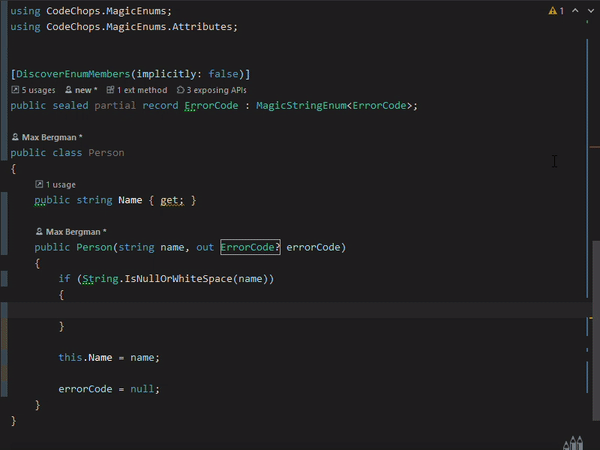 using CodeChops.MagicEnums;
using CodeChops.MagicEnums.Attributes;
1
[DiscoverEnumMembers(implicitly: false)]
5 usages new * 1 ext method 3 exposing APIs
public sealed partial record ErrorCode : MagicStringEnum<ErrorCode>;
Max Bergman *
public class Person
{
1 usage
public string Name { get; }
Max Bergman *
public Person(string name, out ErrorCode? errorCode)
{
if (String.IsNullOrWhiteSpace(name))
{
}
this.Name = name;
errorCode = null;
}
}